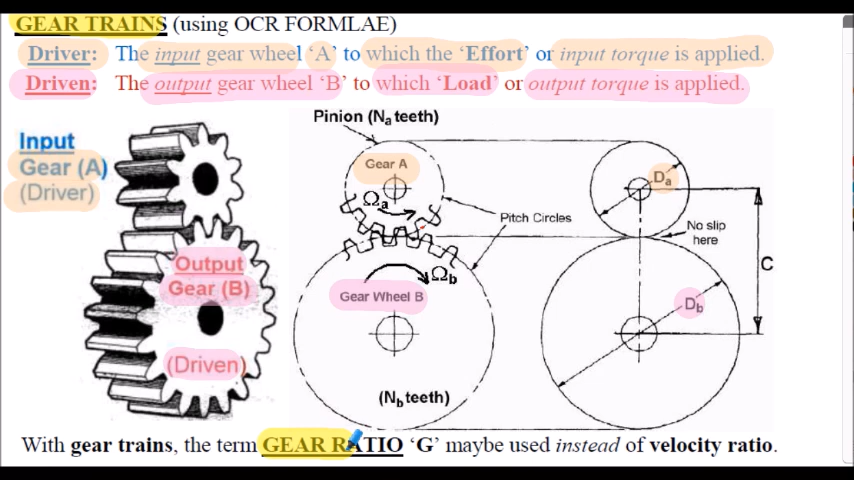 GEAR TRAINS (using OCR FORMLAE)
Driver: The input gear wheel ‘A’ to which the ‘Effort’ or input torque is applied.
Driven: The output gear wheel ‘B’ to which ‘Load’ or output torque is applied.
Pinion (Na teeth)
Input
Gear (A)
(Driver)
Gear A
Da
Ωa
Pitch Circles
No slip
here
Output
Gear (B)
C
Ωb
Gear Wheel B
Db
(Driven)
(Nb teeth)
With gear trains, the term GEAR RATIO ‘G’ maybe used instead of velocity ratio.